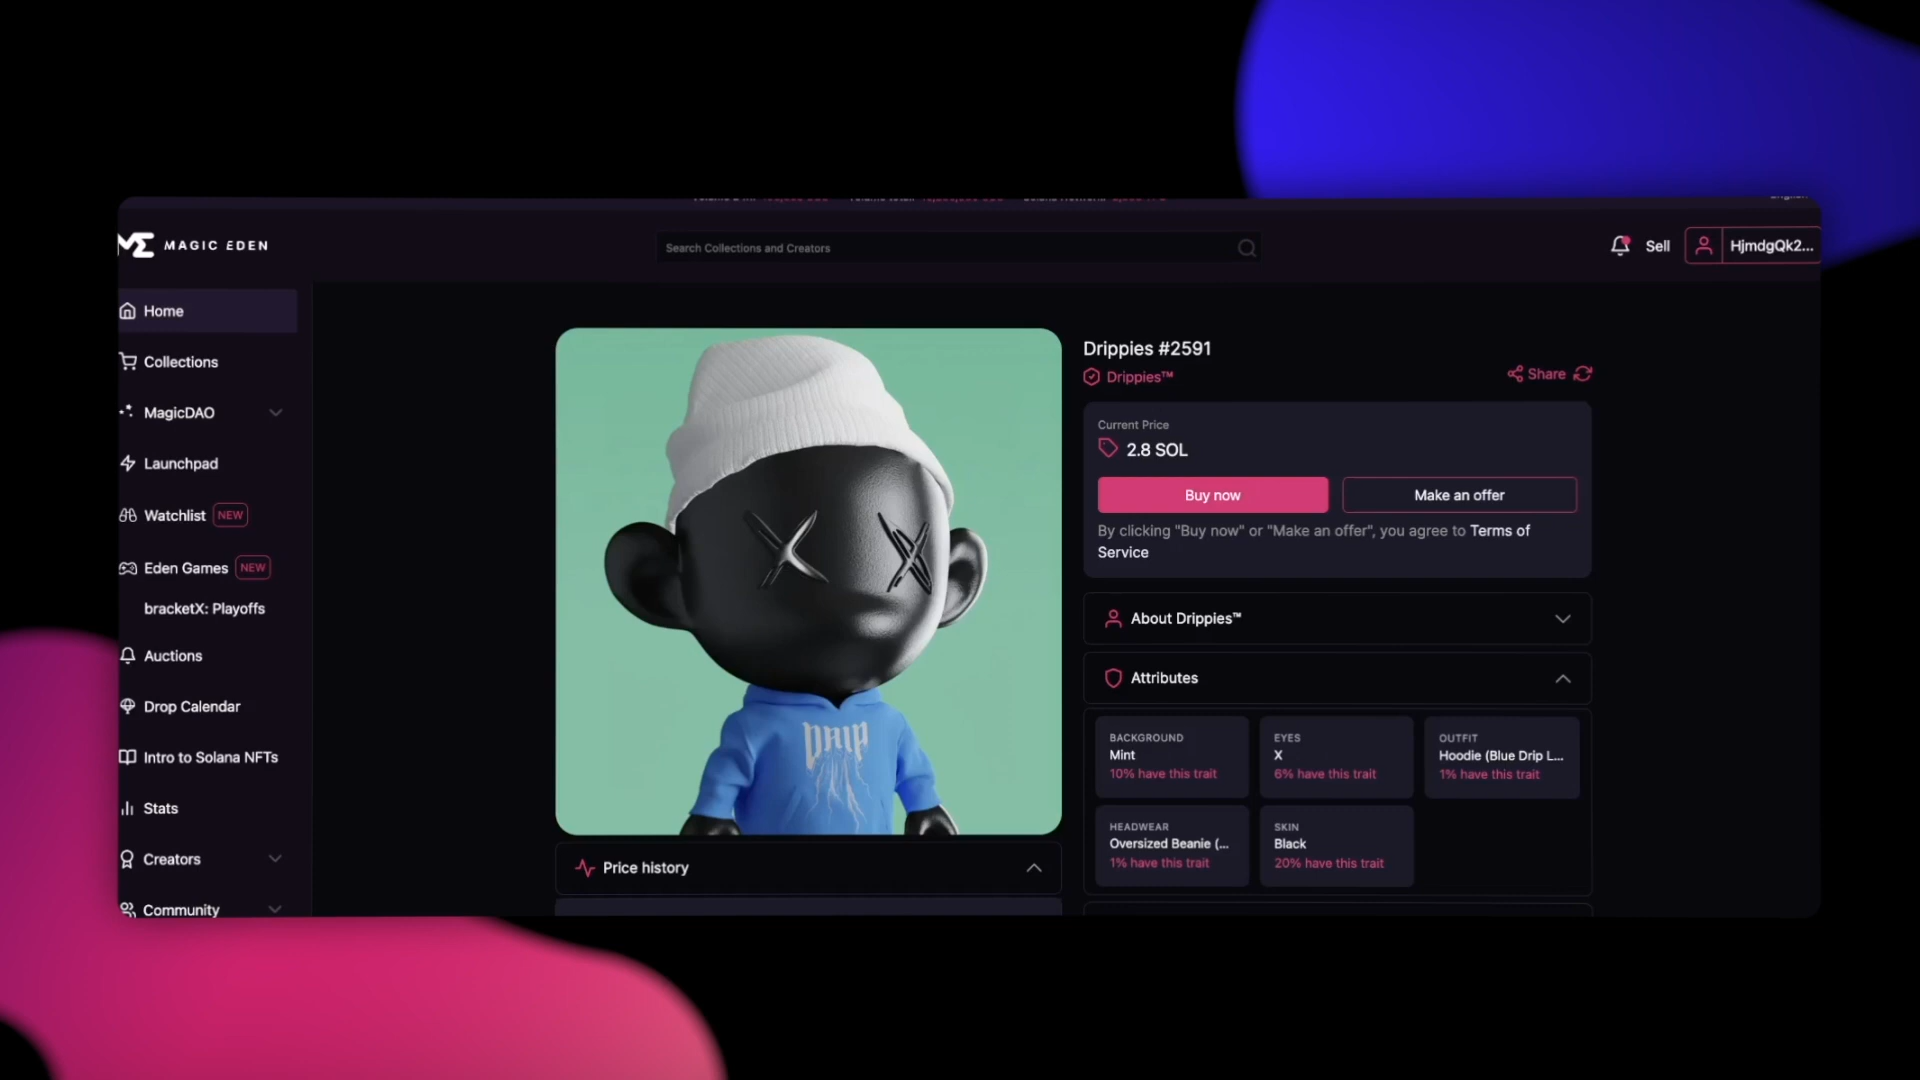 MAGIC EDEN
Search Collections and Creators
Sell
HjmdgQk2...
Home
Collections
MagicDAO
Launchpad
Watchlist NEW
Eden Games NEW
bracketX: Playoffs
Auctions
Drop Calendar
Intro to Solana NFTs
Stats
Creators
Community
DRIP
Price history
Drippies #2591
Drippies™
Share
Current Price
2.8 SOL
Buy now
Make an offer
By clicking "Buy now" or "Make an offer", you agree to Terms of
Service
About Drippies™
Attributes
BACKGROUND
Mint
10% have this trait
EYES
X
6% have this trait
OUTFIT
Hoodie (Blue Drip L...
1% have this trait
HEADWEAR
Oversized Beanie (...
1% have this trait
SKIN
Black
20% have this trait